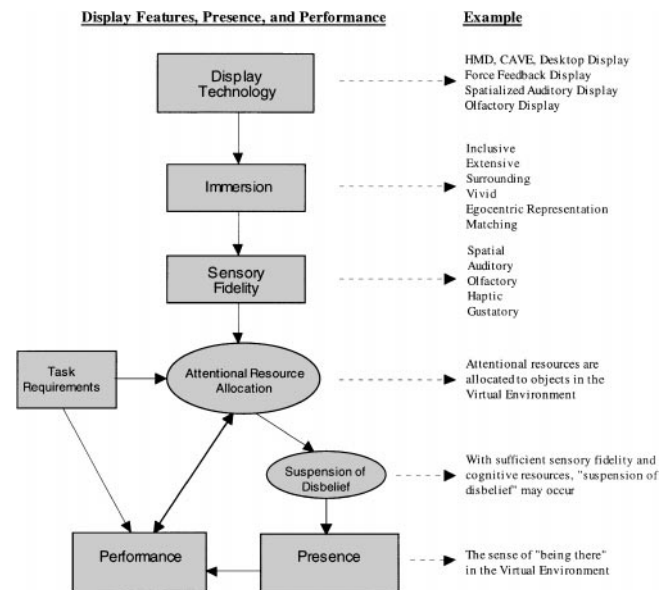 Display Features, Presence, and Performance
Example
Display
Technology
HMD, CAVE, Desktop Display
Force Feedback Display
Spatialized Auditory Display
Olfactory Display
Immersion
Inclusive
Extensive
Surrounding
Vivid
Egocentric Representation
Matching
Sensory
Fidelity
Spatial
Auditory
Olfactory
Haptic
Gustatory
Task
Requirements
Attentional Resource
Allocation
Attentional resources are
allocated to objects in the
Virtual Environment
Suspension of
Disbelief
With sufficient sensory fidelity and
cognitive resources, "suspension of
disbelief" may occur
Performance
Presence
The sense of "being there"
in the Virtual Environment